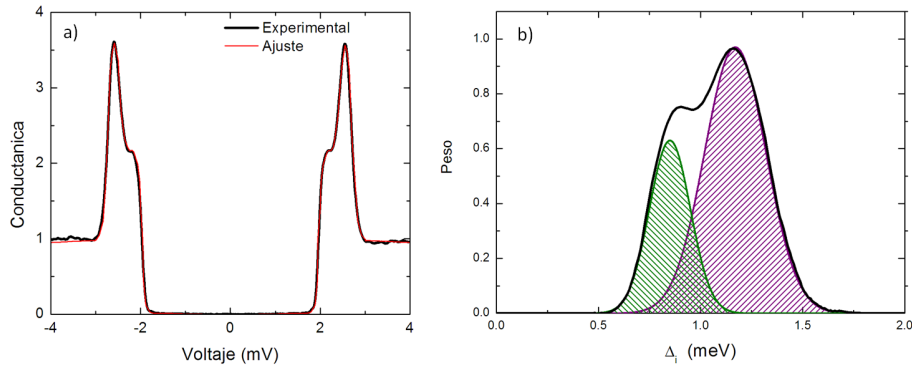 a)
Experimental
Ajuste
Conductanica
4
3
2
1
0
-4
-2
0
2
4
Voltaje (mV)
b)
Peso
1.0
0.8
0.6
0.4
0.2
0.0
0.0
0.5
1.0
1.5
2.0
Δi (meV)